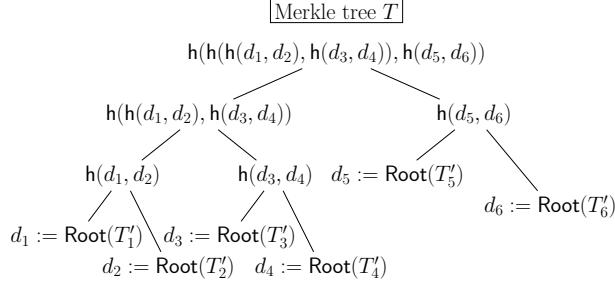 Merkle tree T
h(h(h(d₁, d₂), h(d₃, d₄)), h(d₅, d₆))
h(h(d₁, d₂), h(d₃, d₄))
h(d₅, d₆)
h(d₁, d₂)
h(d₃, d₄)
d₅ := Root(T′₅)
d₆ := Root(T′₆)
d₁ := Root(T′₁)
d₃ := Root(T′₃)
d₂ := Root(T′₂)
d₄ := Root(T′₄)